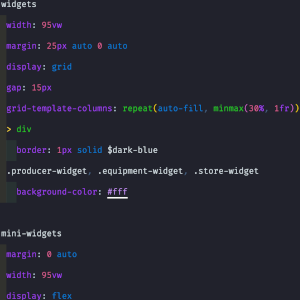 widgets
width: 95vw
margin: 25px auto 0 auto
display: grid
gap: 15px
grid-template-columns: repeat(auto-fill, minmax(30%, 1fr))
> div
border: 1px solid $dark-blue
.producer-widget, .equipment-widget, .store-widget
background-color: #fff
mini-widgets
margin: 0 auto
width: 95vw
display: flex